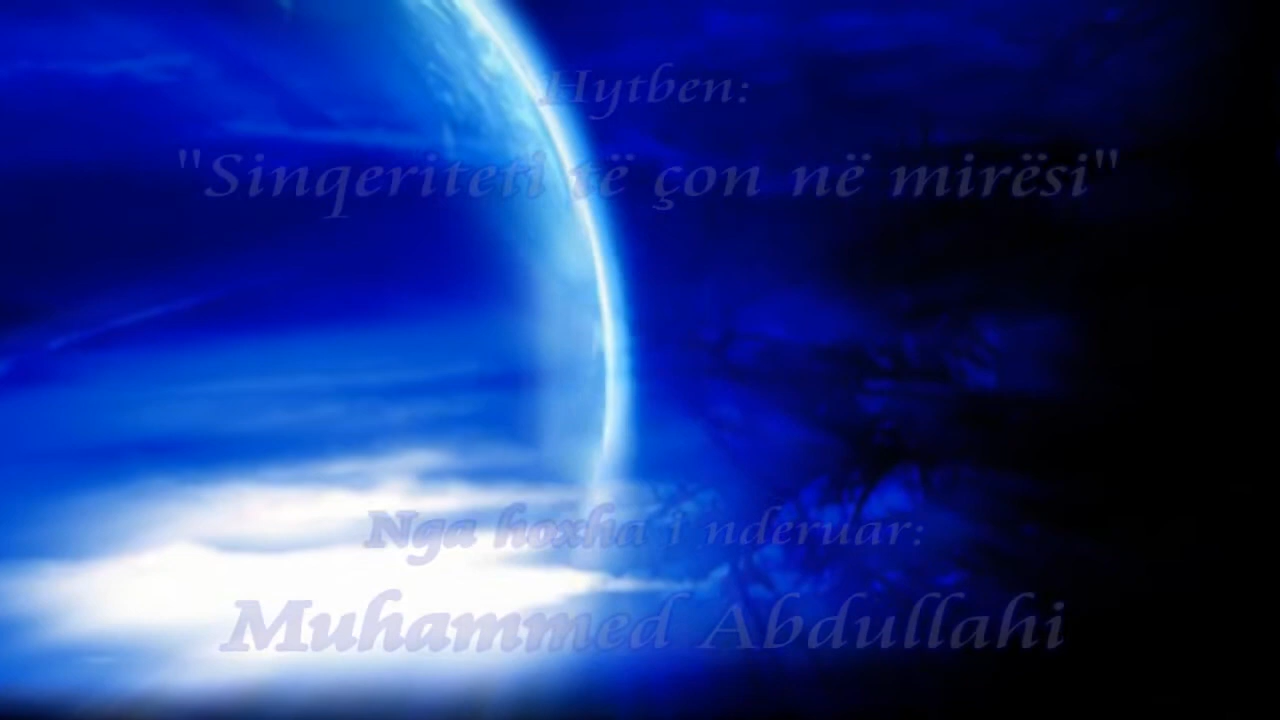 Hytben:
"Sinqeriteti të çon në mirësi"
Nga hoxha i nderuar:
Muhammed Abdullahi